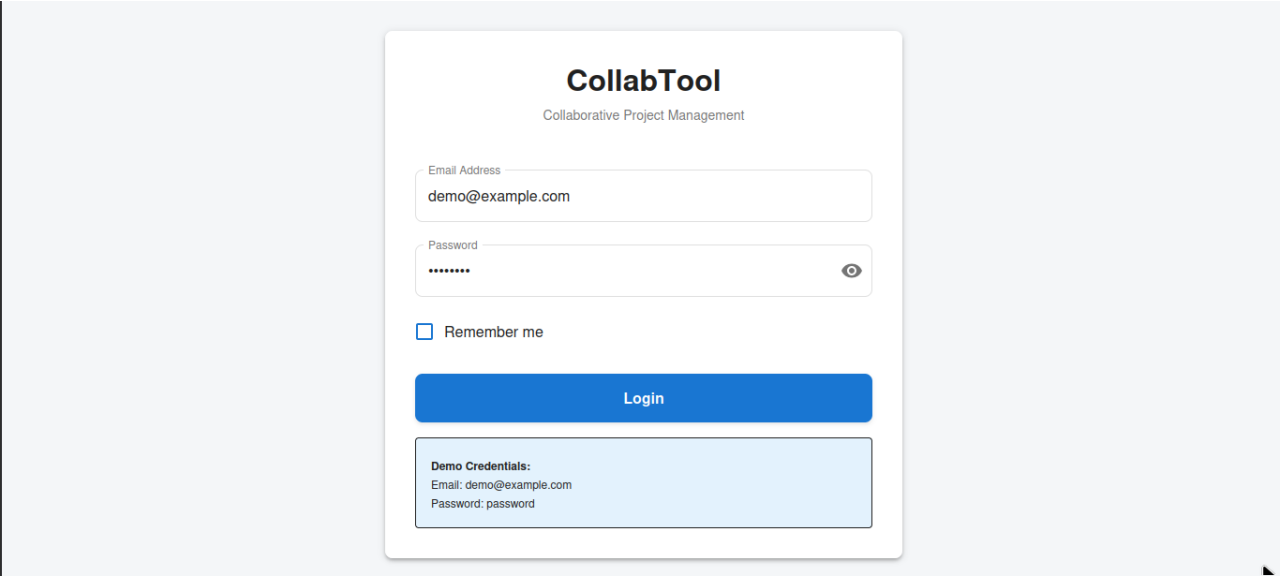 CollabTool
Collaborative Project Management
Email Address
demo@example.com
Password
••••••••
Remember me
Login
Demo Credentials:
Email: demo@example.com
Password: password